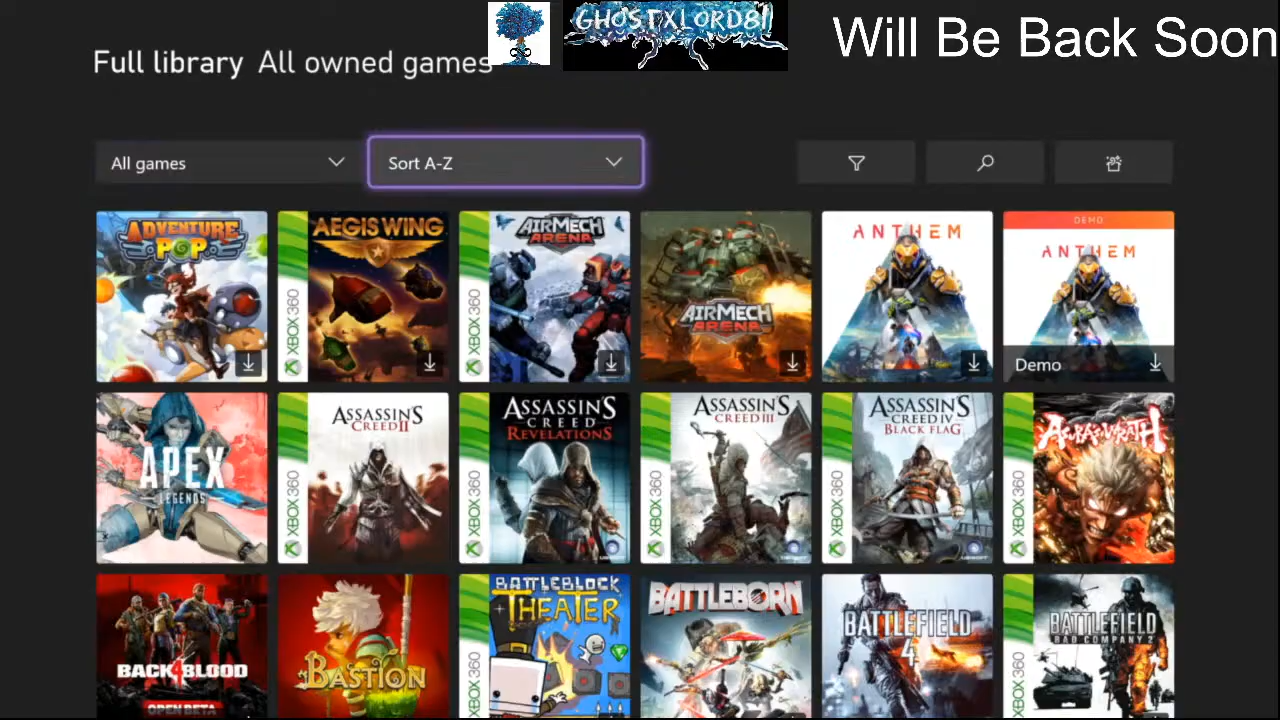 GHOSTXLORD81
Will Be Back Soon
Full library All owned games
All games
Sort A-Z
ADVENTURE
POP
XBOX 360
AEGIS WING
XBOX 360
AIRMECH
ARENA
AIRMECH
ARENA
ANTHEM
DEMO
ANTHEM
Demo
APEX
LEGENDS
XBOX 360
ASSASSIN'S
CREED II
XBOX 360
ASSASSIN'S
CREED
REVELATIONS
UBISOFT
XBOX 360
ASSASSIN'S
CREED III
UBISOFT
XBOX 360
ASSASSIN'S
CREED IV
BLACK FLAG
UBISOFT
XBOX 360
ASURA'S WRATH
BACK 4 BLOOD
OPEN BETA
BASTION
XBOX 360
BATTLEBLOCK
THEATER
BATTLEBORN
BATTLEFIELD
4
XBOX 360
BATTLEFIELD
BAD COMPANY 2